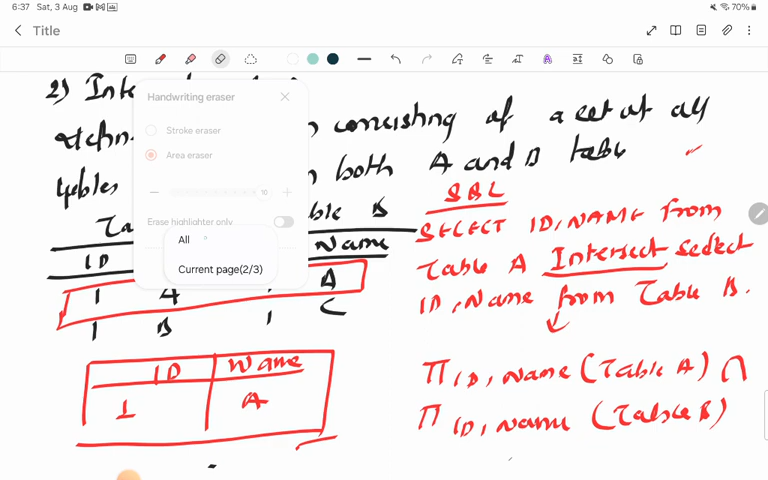 6:37 Sat, 3 Aug
70%
Title
2) Inte
Handwriting eraser
Stroke eraser
Area eraser
10
Erase highlighter only
All
Current page(2/3)
consisting of a set of all
both A and B table
Ta ble B
ID Name
1 A A
1 B 1 C
ID Name
1 A
SQL
SELECT ID, NAME from
Table A Intersect select
ID, Name from Table B.
Π ID, Name (Table A) ∩
Π ID, Name (Table B)